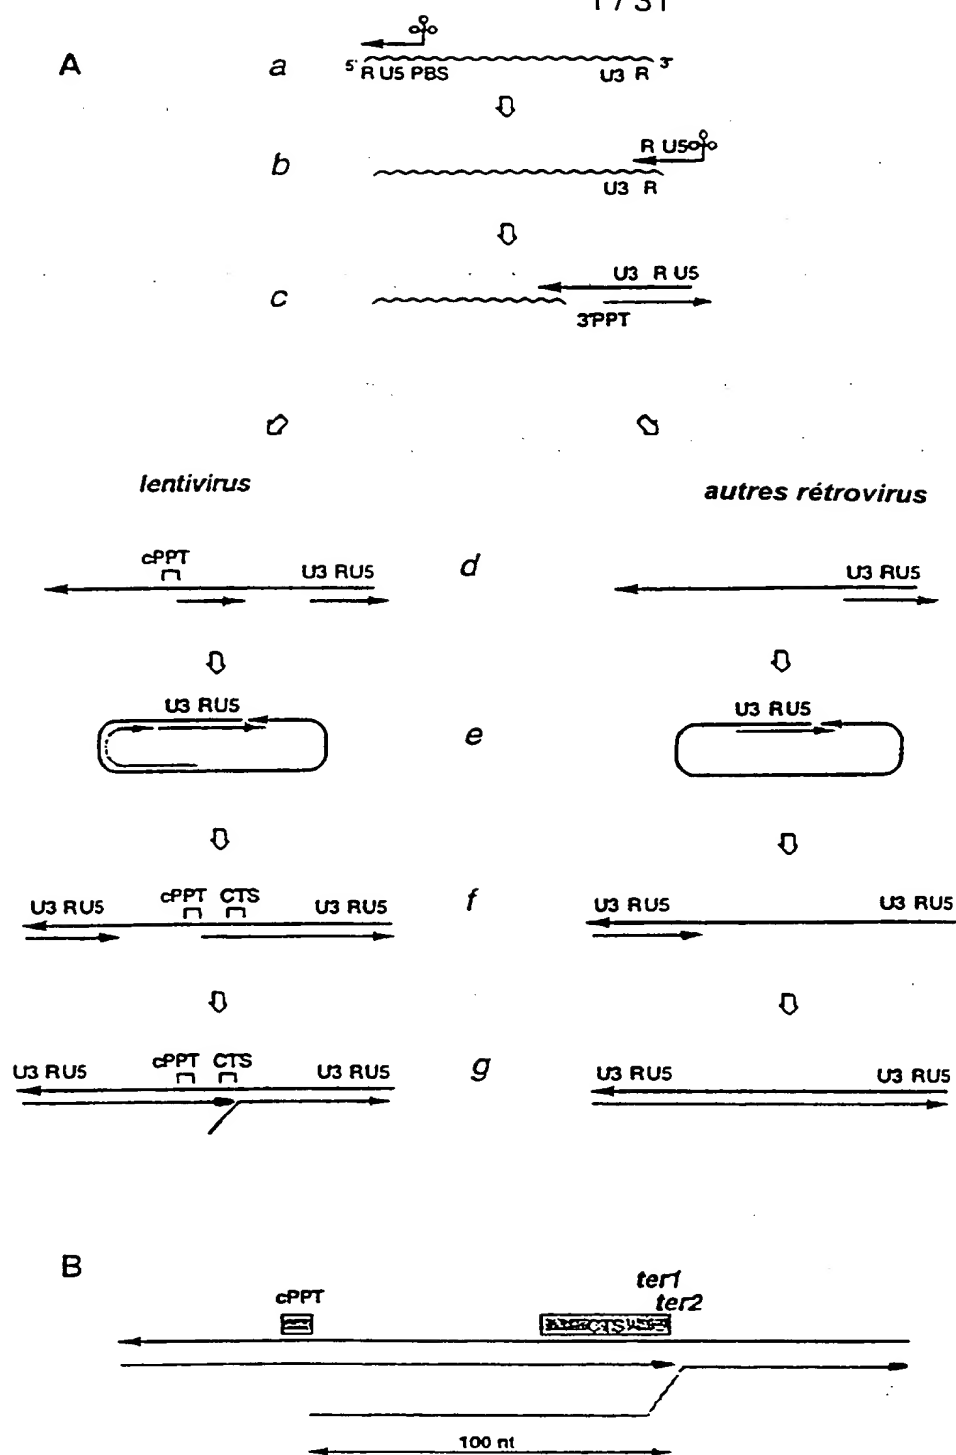 1 / 31
A
a
5' R U5 PBS U3 R 3'
R U5
b
U3 R
U3 R U5
c
3'PPT
lentivirus autres rétrovirus
cPPT
d
U3 RU5 U3 RU5
U3 RU5 U3 RU5
e
cPPT CTS
U3 RU5 U3 RU5 f U3 RU5 U3 RU5
cPPT CTS
U3 RU5 U3 RU5 g U3 RU5 U3 RU5
B
ter1
cPPT ter2
CTS
100 nt